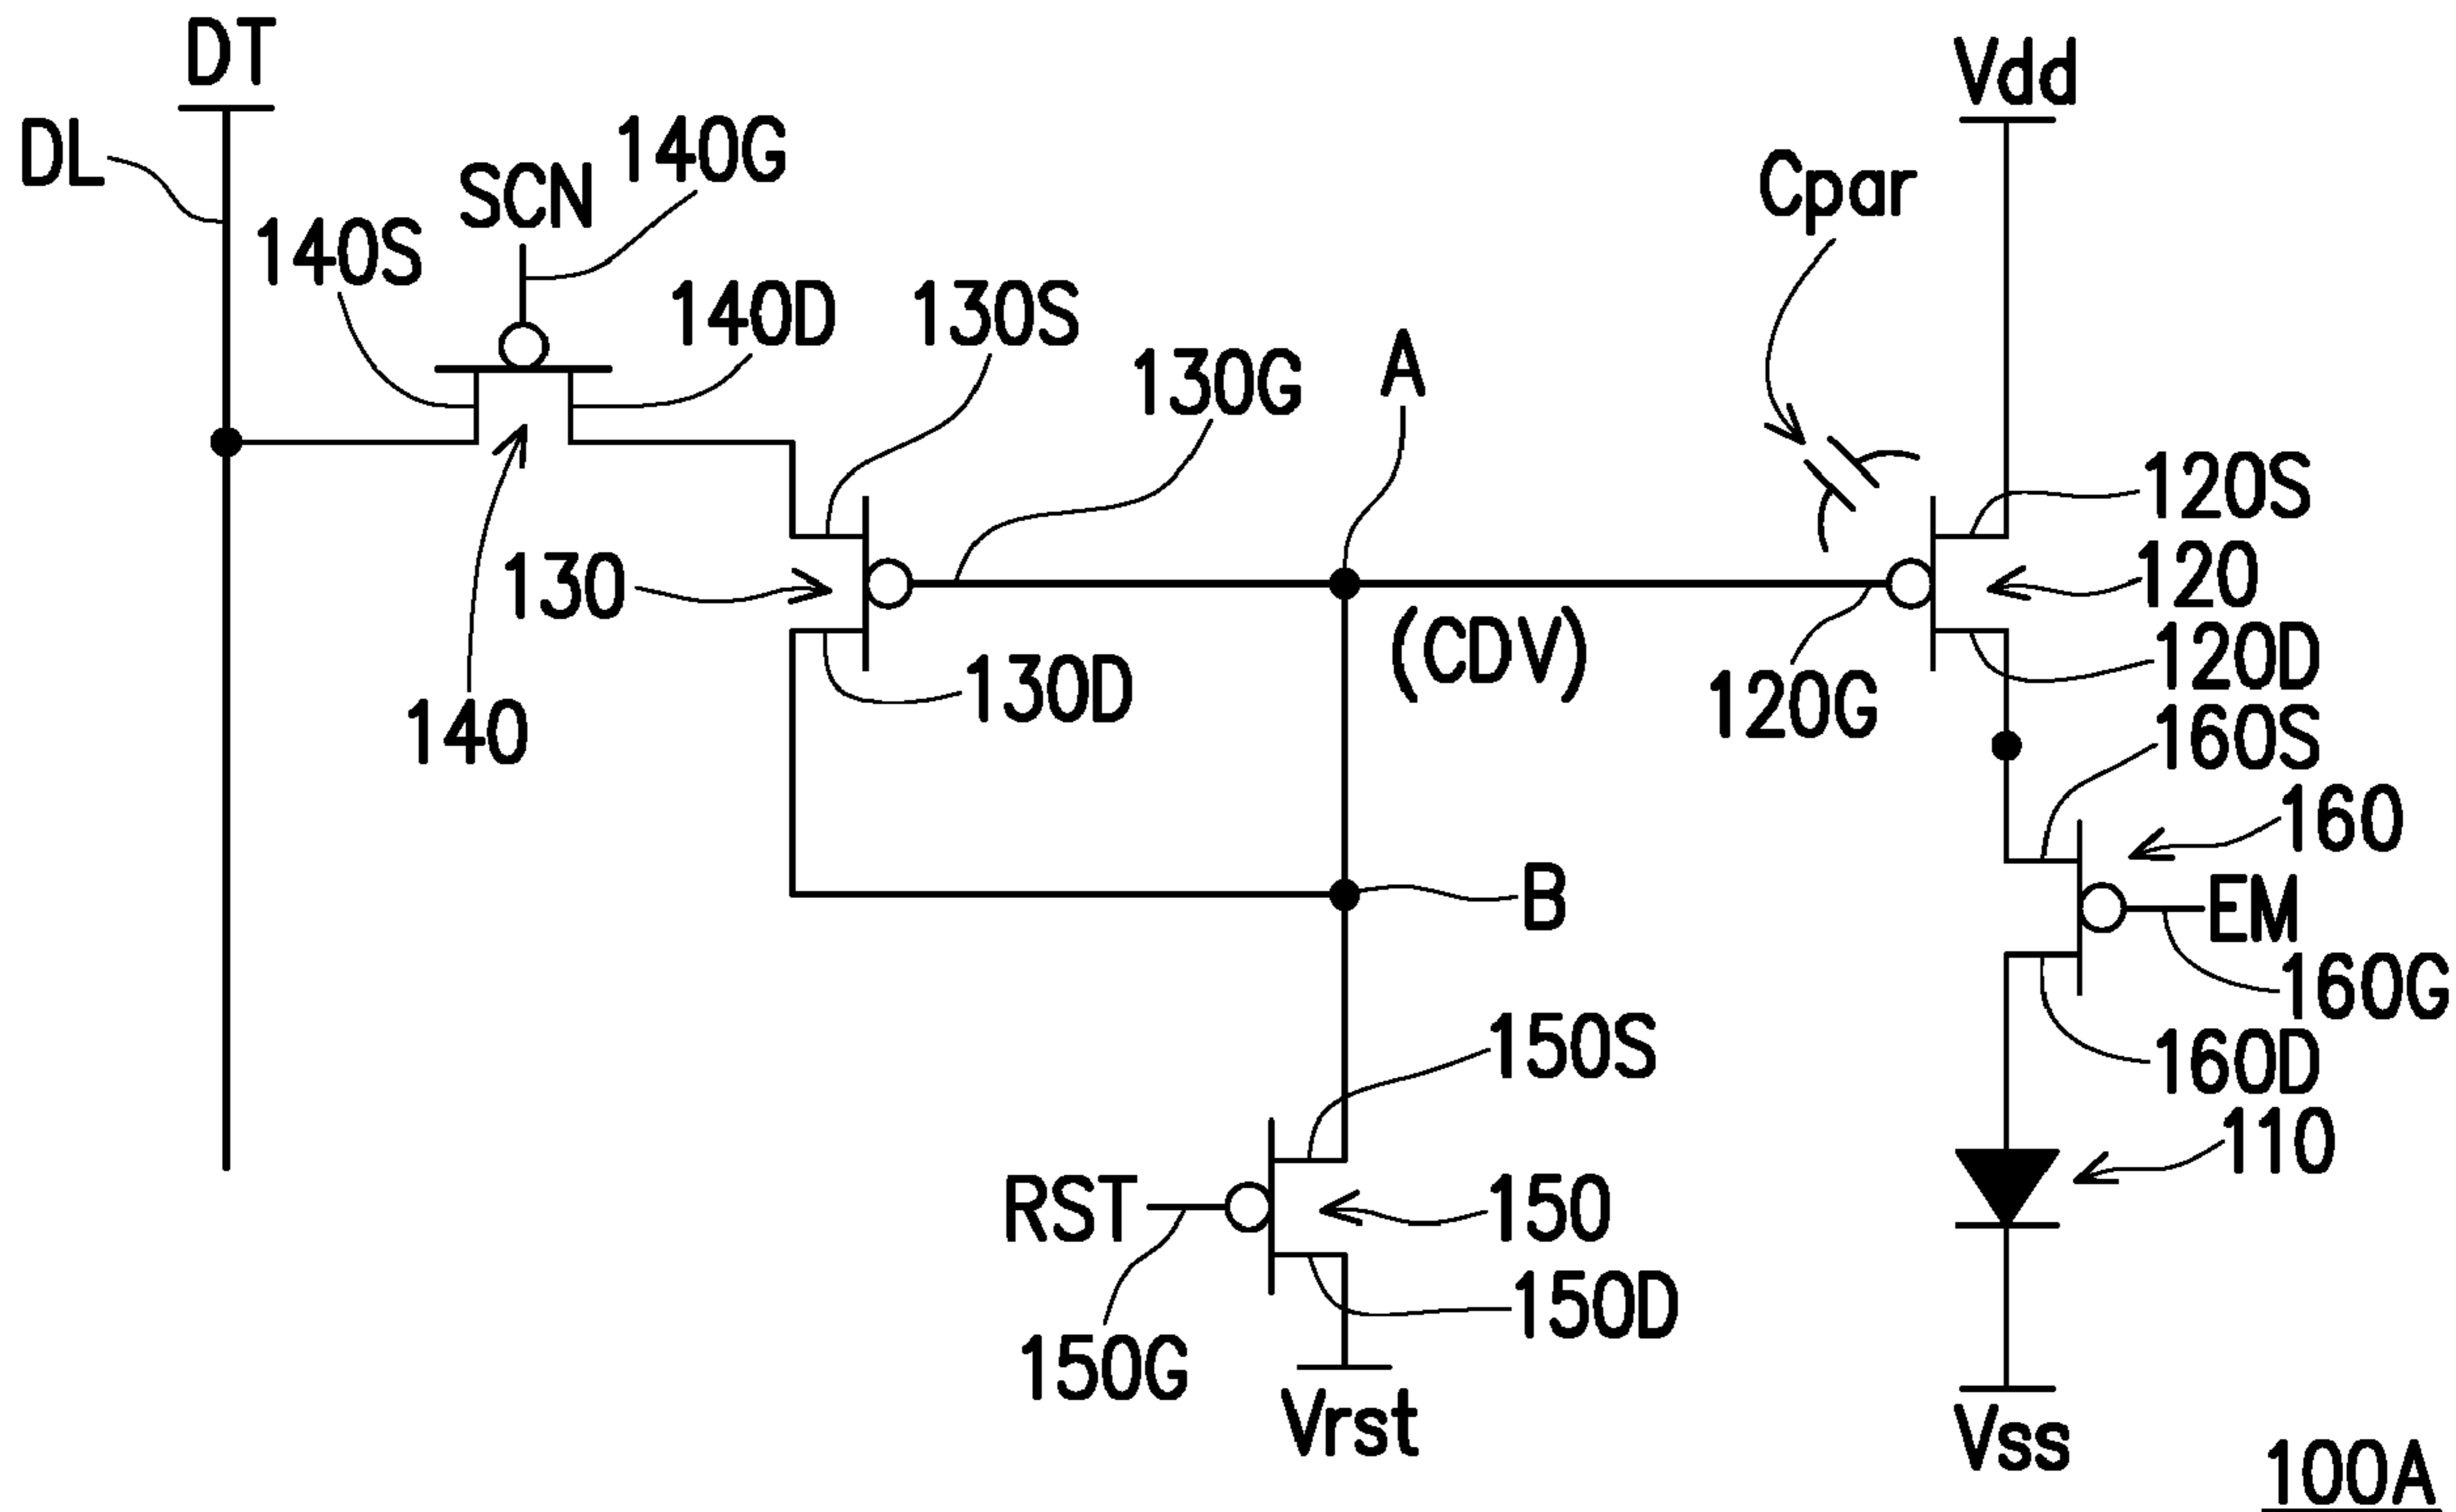 DT
Vdd
DL
SCN
140G
Cpar
140S
140D
130S
130G
A
120S
130
120
(CDV)
130D
120G
120D
140
160S
160
B
EM
160G
150S
160D
110
RST
150
150D
150G
Vrst
Vss
100A